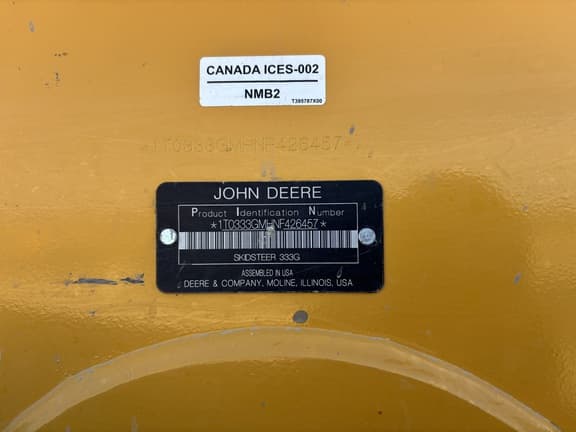 CANADA ICES-002
NMB2
T395787X00
*1T0333GMHNF426457*
JOHN DEERE
Product Identification Number
*1T0333GMHNF426457*
SKIDSTEER 333G
ASSEMBLED IN USA
DEERE & COMPANY, MOLINE, ILLINOIS, USA